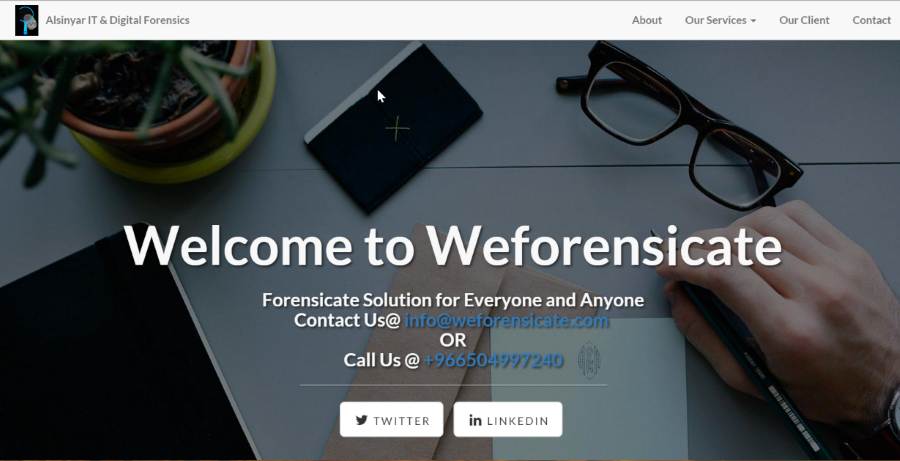 Alsinyar IT & Digital Forensics
About
Our Services
Our Client
Contact
Welcome to Weforensicate
Forensicate Solution for Everyone and Anyone
Contact Us@ info@weforensicate.com
OR
Call Us @ +966504997240
TWITTER
LINKEDIN